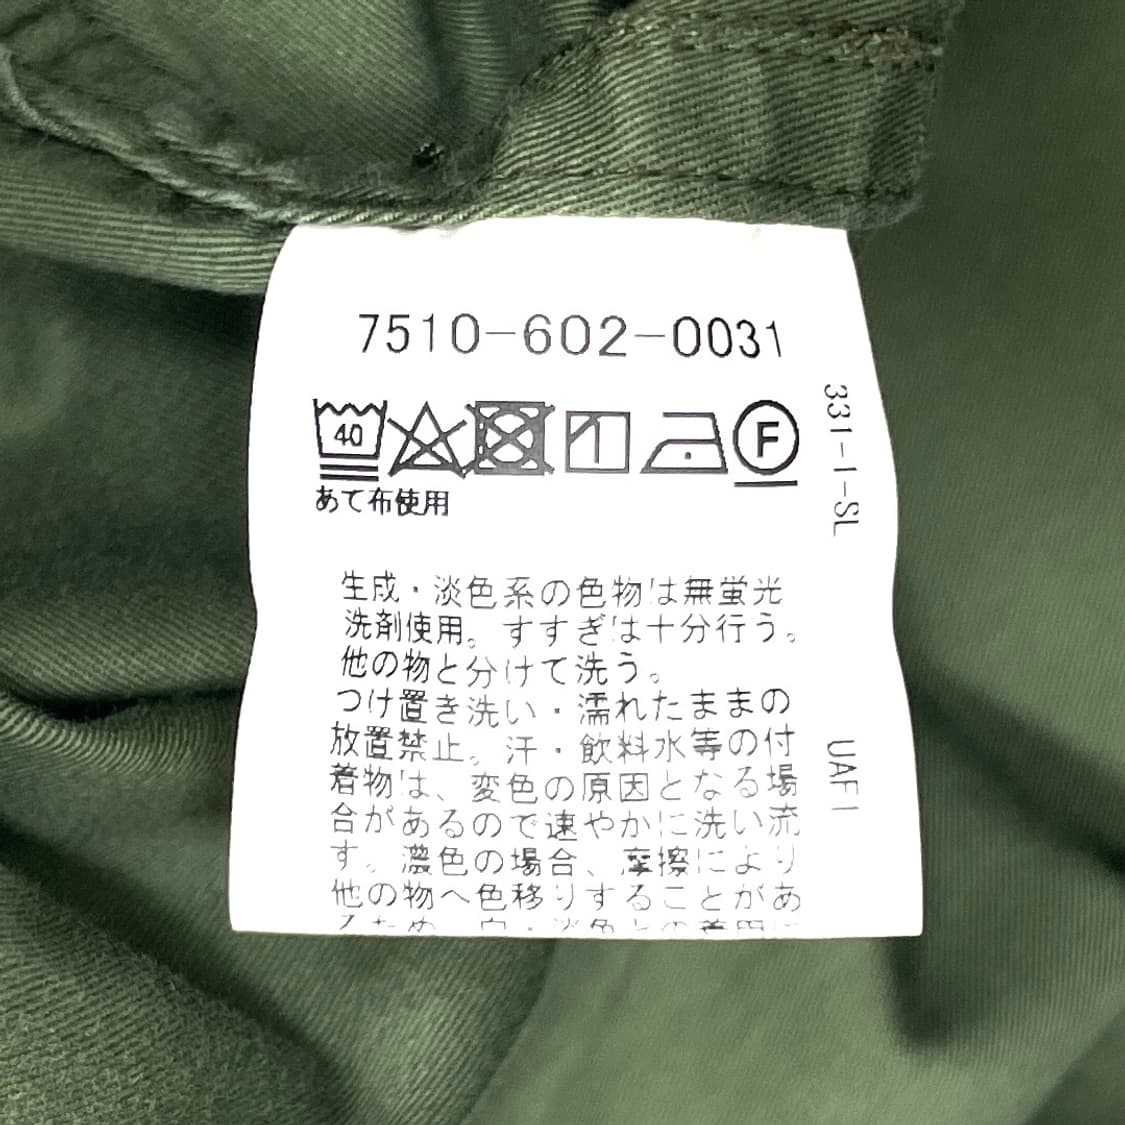 7510-602-0031
40
F
あて布使用
生成・淡色系の色物は無蛍光
洗剤使用。すすぎは十分行う。
他の物と分けて洗う。
つけ置き洗い・濡れたままの
放置禁止。汗・飲料水等の付
着物は、変色の原因となる場
合があるので速やかに洗い流
す。濃色の場合、摩擦により
他の物へ色移りすることがあ
331-1-SL
UAF1